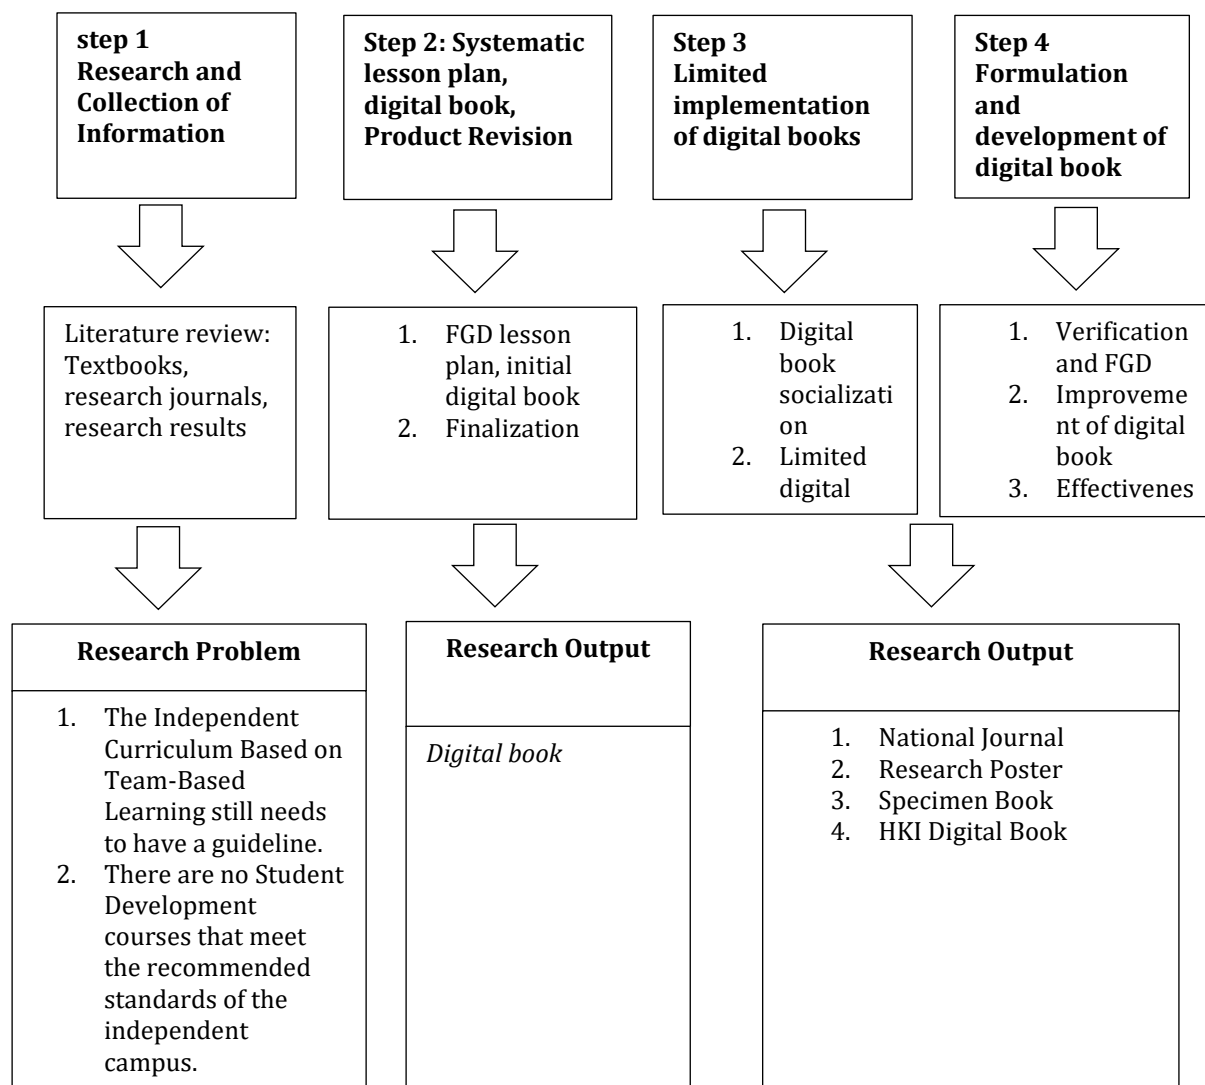 step 1
Research and
Collection of
Information
Step 2: Systematic
lesson plan,
digital book,
Product Revision
Step 3
Limited
implementation
of digital books
Step 4
Formulation
and
development of
digital book
Literature review:
Textbooks,
research journals,
research results
1. FGD lesson
plan, initial
digital book
2. Finalization
1. Digital
book
socializati
on
2. Limited
digital
1. Verification
and FGD
2. Improveme
nt of digital
book
3. Effectivenes
Research Problem
1. The Independent
Curriculum Based on
Team-Based
Learning still needs
to have a guideline.
2. There are no Student
Development
courses that meet
the recommended
standards of the
independent
campus.
Research Output
Digital book
Research Output
1. National Journal
2. Research Poster
3. Specimen Book
4. HKI Digital Book